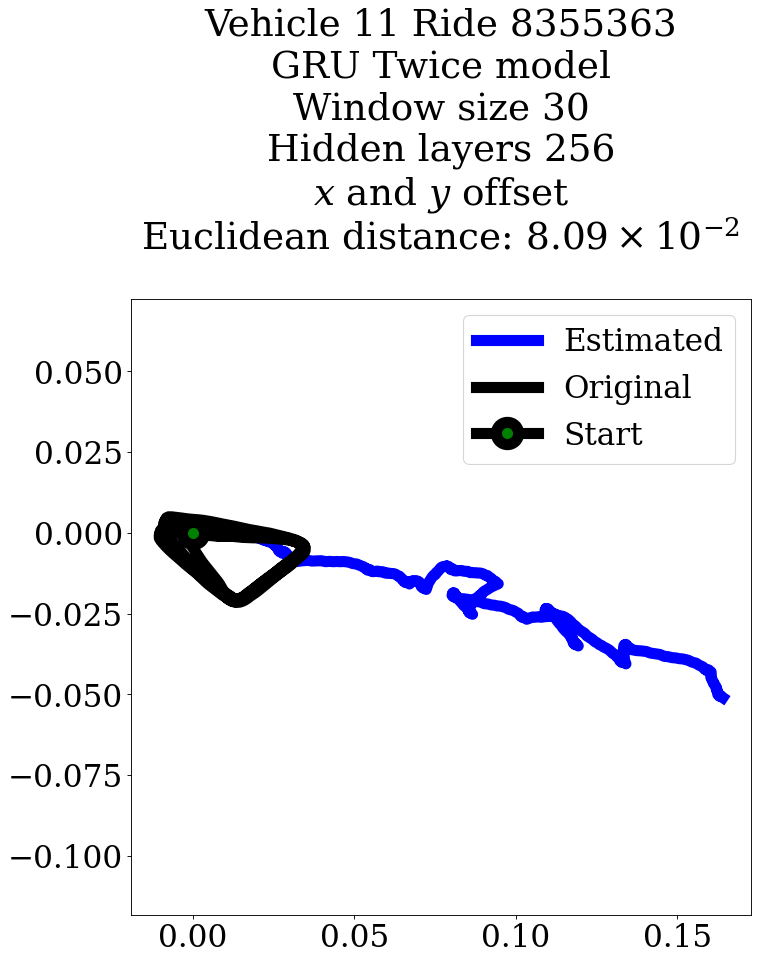 Vehicle 11 Ride 8355363
GRU Twice model
Window size 30
Hidden layers 256
x and y offset
Euclidean distance: 8.09 × 10⁻²
Estimated
Original
Start
0.050
0.025
0.000
−0.025
−0.050
−0.075
−0.100
0.00 0.05 0.10 0.15